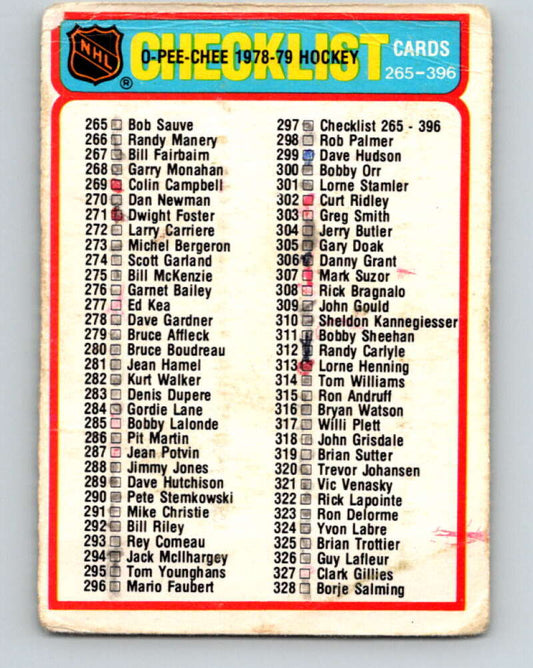 NHL
®
CHECKLIST
O-PEE-CHEE 1978-79 HOCKEY
CARDS
265-396
265 Bob Sauve
266 Randy Manery
267 Bill Fairbairn
268 Garry Monahan
269 Colin Campbell
270 Dan Newman
271 Dwight Foster
272 Larry Carriere
273 Michel Bergeron
274 Scott Garland
275 Bill McKenzie
276 Garnet Bailey
277 Ed Kea
278 Dave Gardner
279 Bruce Affleck
280 Bruce Boudreau
281 Jean Hamel
282 Kurt Walker
283 Denis Dupere
284 Gordie Lane
285 Bobby Lalonde
286 Pit Martin
287 Jean Potvin
288 Jimmy Jones
289 Dave Hutchison
290 Pete Stemkowski
291 Mike Christie
292 Bill Riley
293 Rey Comeau
294 Jack McIlhargey
295 Tom Younghans
296 Mario Faubert
297 Checklist 265 - 396
298 Rob Palmer
299 Dave Hudson
300 Bobby Orr
301 Lorne Stamler
302 Curt Ridley
303 Greg Smith
304 Jerry Butler
305 Gary Doak
306 Danny Grant
307 Mark Suzor
308 Rick Bragnalo
309 John Gould
310 Sheldon Kannegiesser
311 Bobby Sheehan
312 Randy Carlyle
313 Lorne Henning
314 Tom Williams
315 Ron Andruff
316 Bryan Watson
317 Willi Plett
318 John Grisdale
319 Brian Sutter
320 Trevor Johansen
321 Vic Venasky
322 Rick Lapointe
323 Ron Delorme
324 Yvon Labre
325 Brian Trottier
326 Guy Lafleur
327 Clark Gillies
328 Borje Salming